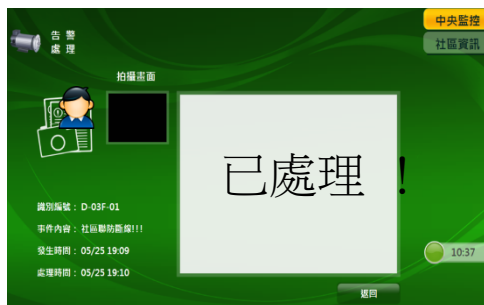 告警
處理
中央監控
社區資訊
拍攝畫面
已處理！
識別編號：D-03F-01
事件內容：社區聯防斷線!!!
發生時間：05/25 19:09
處理時間：05/25 19:10
10:37
返回